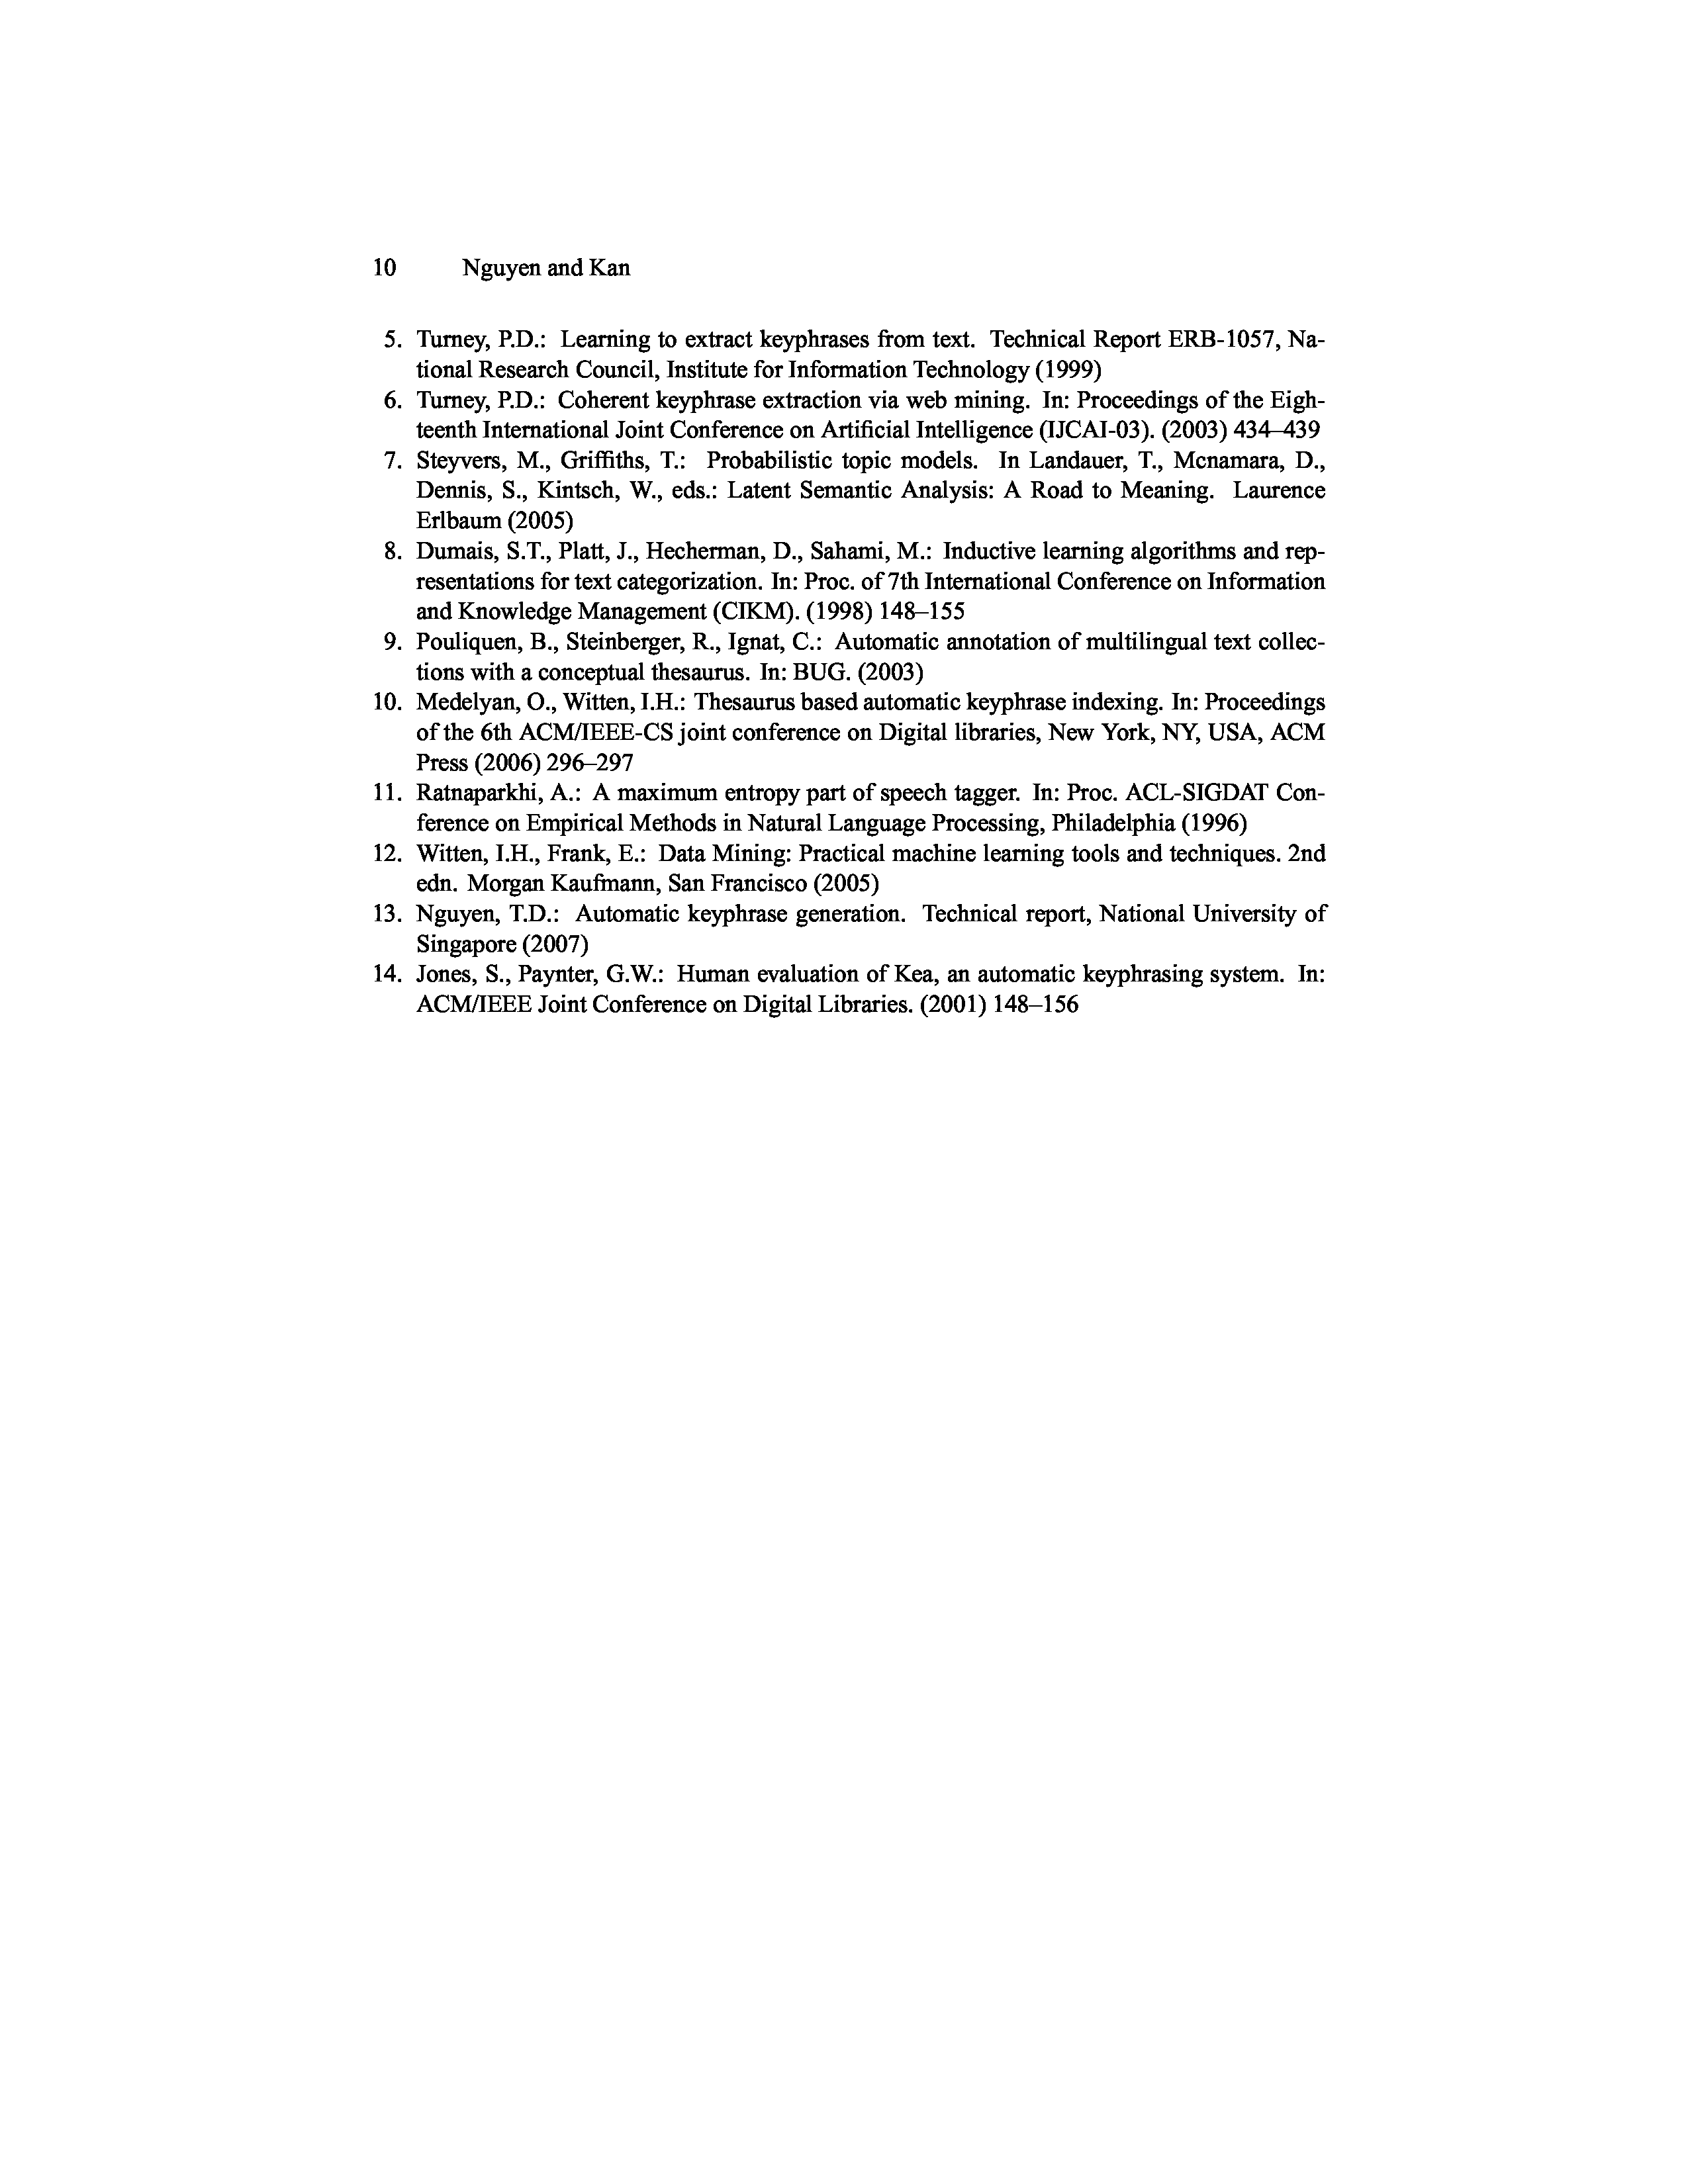 10 Nguyen and Kan
5. Turney, P.D.: Learning to extract keyphrases from text. Technical Report ERB-1057, Na-
tional Research Council, Institute for Information Technology (1999)
6. Turney, P.D.: Coherent keyphrase extraction via web mining. In: Proceedings of the Eigh-
teenth International Joint Conference on Artificial Intelligence (IJCAI-03). (2003) 434–439
7. Steyvers, M., Griffiths, T.: Probabilistic topic models. In Landauer, T., Mcnamara, D.,
Dennis, S., Kintsch, W., eds.: Latent Semantic Analysis: A Road to Meaning. Laurence
Erlbaum (2005)
8. Dumais, S.T., Platt, J., Hecherman, D., Sahami, M.: Inductive learning algorithms and rep-
resentations for text categorization. In: Proc. of 7th International Conference on Information
and Knowledge Management (CIKM). (1998) 148–155
9. Pouliquen, B., Steinberger, R., Ignat, C.: Automatic annotation of multilingual text collec-
tions with a conceptual thesaurus. In: BUG. (2003)
10. Medelyan, O., Witten, I.H.: Thesaurus based automatic keyphrase indexing. In: Proceedings
of the 6th ACM/IEEE-CS joint conference on Digital libraries, New York, NY, USA, ACM
Press (2006) 296–297
11. Ratnaparkhi, A.: A maximum entropy part of speech tagger. In: Proc. ACL-SIGDAT Con-
ference on Empirical Methods in Natural Language Processing, Philadelphia (1996)
12. Witten, I.H., Frank, E.: Data Mining: Practical machine learning tools and techniques. 2nd
edn. Morgan Kaufmann, San Francisco (2005)
13. Nguyen, T.D.: Automatic keyphrase generation. Technical report, National University of
Singapore (2007)
14. Jones, S., Paynter, G.W.: Human evaluation of Kea, an automatic keyphrasing system. In:
ACM/IEEE Joint Conference on Digital Libraries. (2001) 148–156